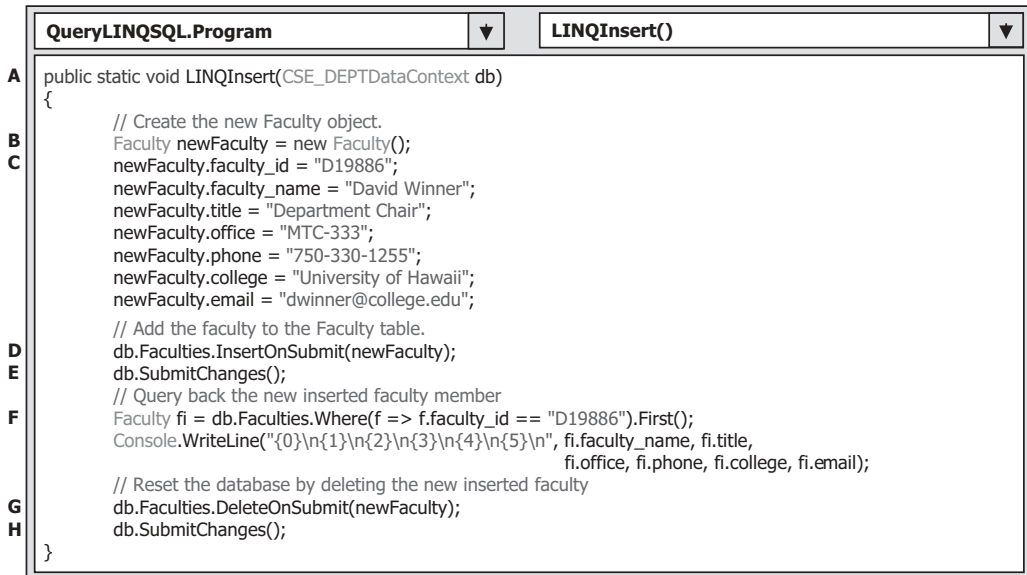 QueryLINQSQL.Program LINQInsert()
A public static void LINQInsert(CSE_DEPTDataContext db)
{
// Create the new Faculty object.
B Faculty newFaculty = new Faculty();
C newFaculty.faculty_id = "D19886";
newFaculty.faculty_name = "David Winner";
newFaculty.title = "Department Chair";
newFaculty.office = "MTC-333";
newFaculty.phone = "750-330-1255";
newFaculty.college = "University of Hawaii";
newFaculty.email = "dwinner@college.edu";
// Add the faculty to the Faculty table.
D db.Faculties.InsertOnSubmit(newFaculty);
E db.SubmitChanges();
// Query back the new inserted faculty member
F Faculty fi = db.Faculties.Where(f => f.faculty_id == "D19886").First();
Console.WriteLine("{0}\n{1}\n{2}\n{3}\n{4}\n{5}\n", fi.faculty_name, fi.title,
fi.office, fi.phone, fi.college, fi.email);
// Reset the database by deleting the new inserted faculty
G db.Faculties.DeleteOnSubmit(newFaculty);
H db.SubmitChanges();
}